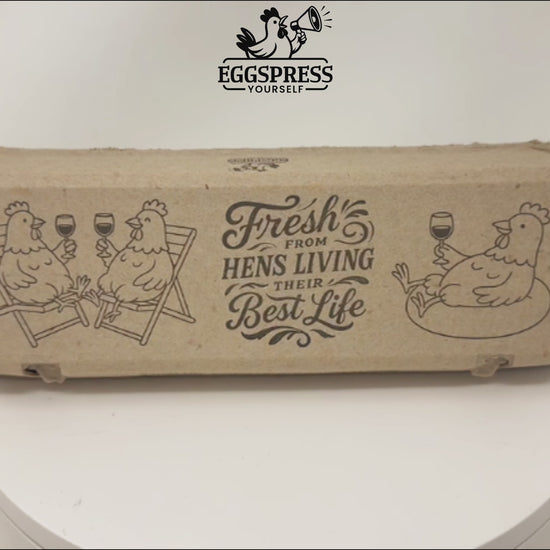 EGGSPRESS
YOURSELF
Fresh
FROM
HENS LIVING
THEIR
Best Life